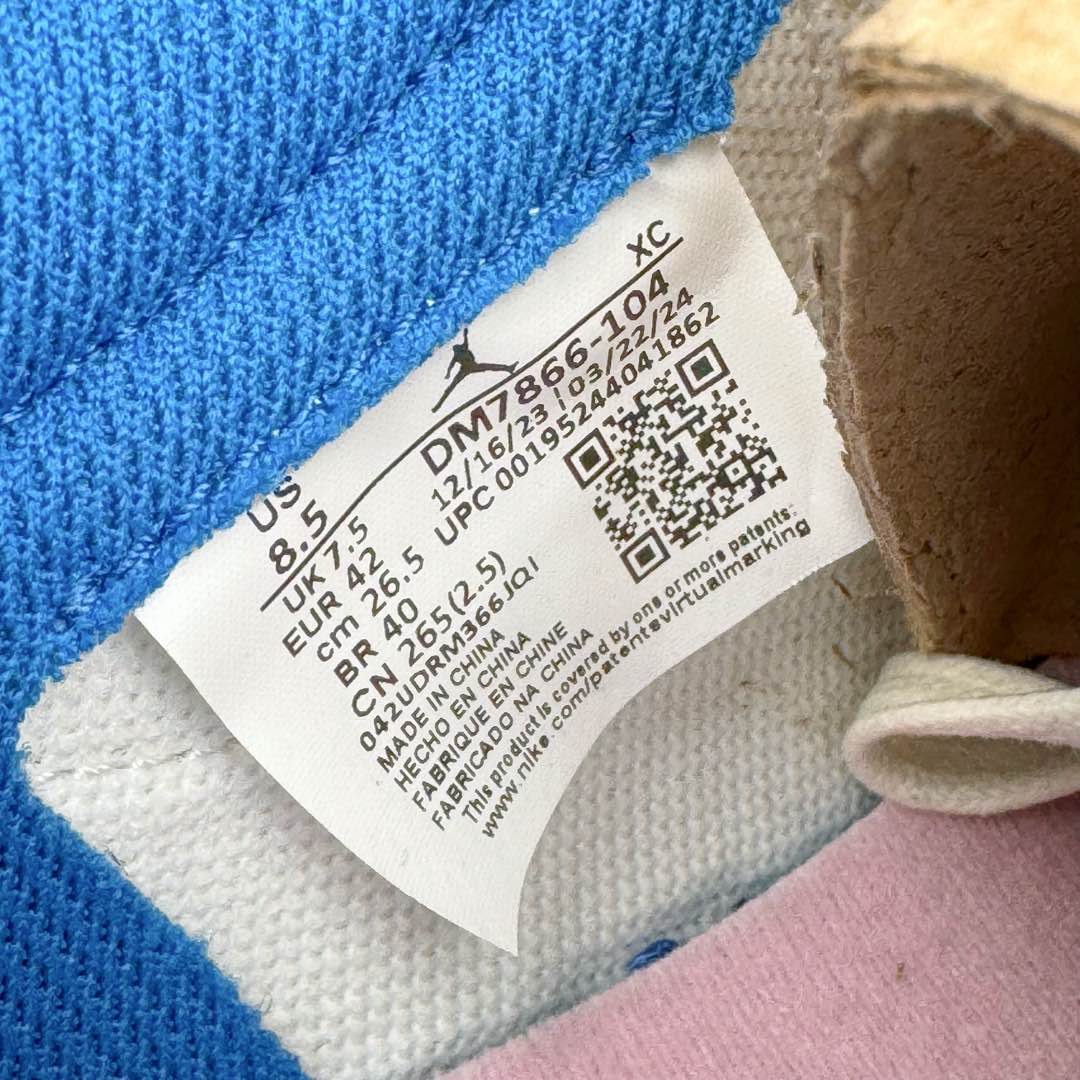 XC
DM7866-104
12/16/23 | 03/22/24
UPC 00195244041862
US
8.5
UK 7.5
EUR 42
cm 26.5
BR 40
CN 265(2.5)
042UDRM366JQI
MADE IN CHINA
HECHO EN CHINA
FABRIQUE EN CHINE
FABRICADO NA CHINA
This product is covered by one or more patents:
www.nike.com/patentsvirtualmarking